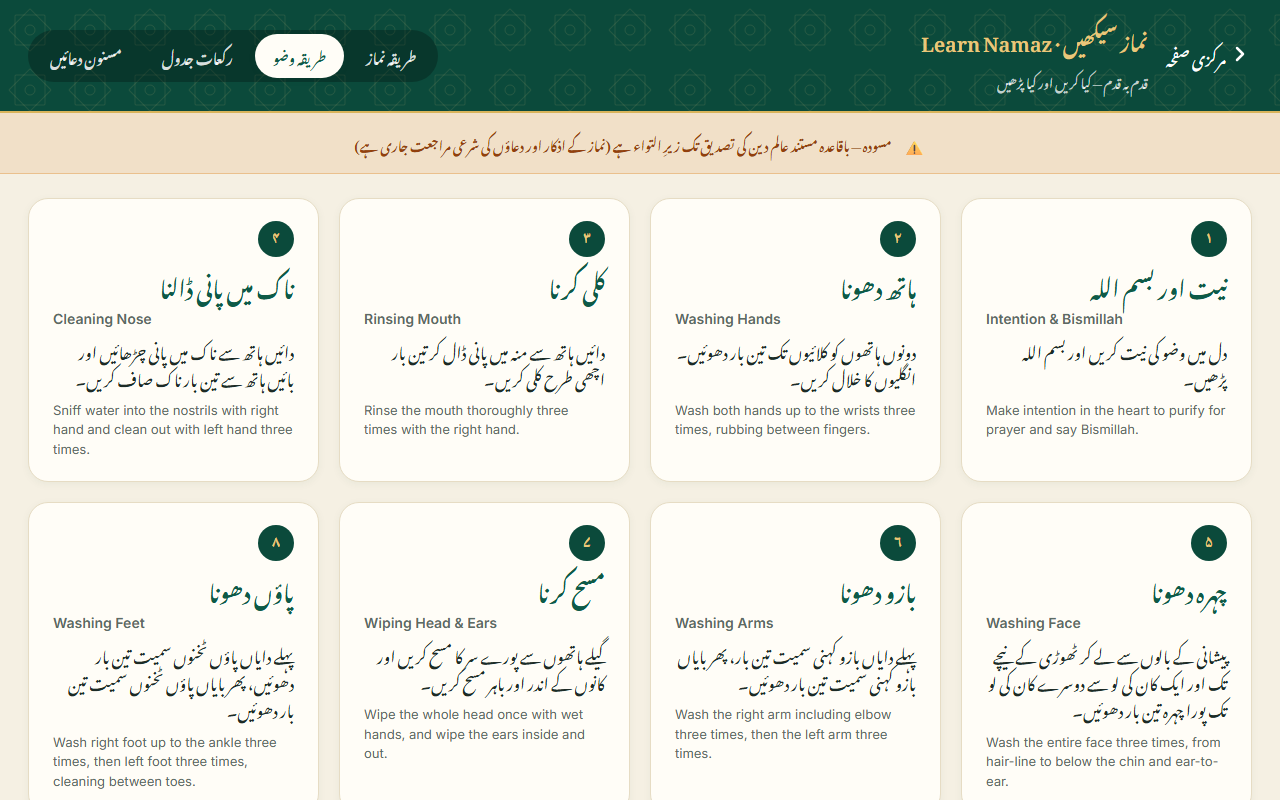 مرکزی صفحہ
نماز سیکھیں · Learn Namaz
قدم بہ قدم — کیا کریں اور کیا پڑھیں
طریقہ نماز
طریقہ وضو
رکعات جدول
مسنون دعائیں
⚠️ مسودہ — باقاعدہ مستند عالم دین کی تصدیق تک زیرِ التواء ہے (نماز کے اذکار اور دعاؤں کی شرعی مراجعت جاری ہے)
۱
نیت اور بسم اللہ
Intention & Bismillah
دل میں وضو کی نیت کریں اور بسم اللہ
پڑھیں۔
Make intention in the heart to purify for
prayer and say Bismillah.
۲
ہاتھ دھونا
Washing Hands
دونوں ہاتھوں کو کلائیوں تک تین بار دھوئیں۔
انگلیوں کا خلال کریں۔
Wash both hands up to the wrists three
times, rubbing between fingers.
۳
کلی کرنا
Rinsing Mouth
دائیں ہاتھ سے منہ میں پانی ڈال کر تین بار
اچھی طرح کلی کریں۔
Rinse the mouth thoroughly three
times with the right hand.
۴
ناک میں پانی ڈالنا
Cleaning Nose
دائیں ہاتھ سے ناک میں پانی چڑھائیں اور
بائیں ہاتھ سے تین بار ناک صاف کریں۔
Sniff water into the nostrils with right
hand and clean out with left hand three
times.
۵
چہرہ دھونا
Washing Face
پیشانی کے بالوں سے لے کر ٹھوڑی کے نیچے
تک اور ایک کان کی لو سے دوسرے کان کی لو
تک پورا چہرہ تین بار دھوئیں۔
Wash the entire face three times, from
hair-line to below the chin and ear-to-
ear.
۶
بازو دھونا
Washing Arms
پہلے دایاں بازو کہنی سمیت تین بار، پھر بایاں
بازو کہنی سمیت تین بار دھوئیں۔
Wash the right arm including elbow
three times, then the left arm three
times.
۷
مسح کرنا
Wiping Head & Ears
گیلے ہاتھوں سے پورے سر کا مسح کریں اور
کانوں کے اندر اور باہر مسح کریں۔
Wipe the whole head once with wet
hands, and wipe the ears inside and
out.
۸
پاؤں دھونا
Washing Feet
پہلے دایاں پاؤں ٹخنوں سمیت تین بار
دھوئیں، پھر بایاں پاؤں ٹخنوں سمیت تین
بار دھوئیں۔
Wash right foot up to the ankle three
times, then left foot three times,
cleaning between toes.